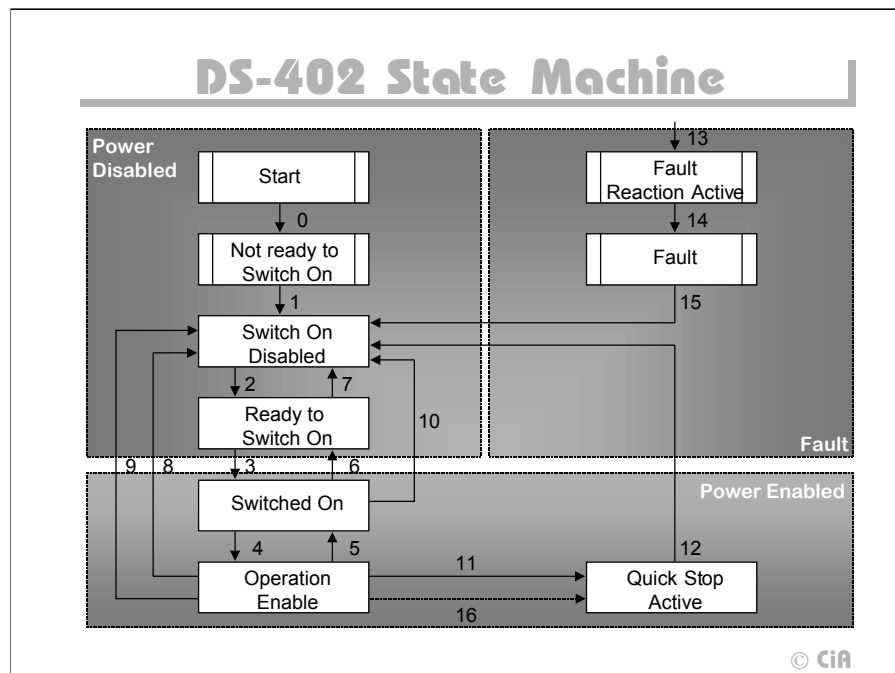 DS-402 State Machine
Power
Disabled
Start
0
Not ready to
Switch On
1
Switch On
Disabled
2
7
Ready to
Switch On
10
9
8
3
6
Switched On
4
5
Operation
Enable
13
Fault
Reaction Active
14
Fault
15
Fault
Power Enabled
12
11
Quick Stop
Active
16
© CiA